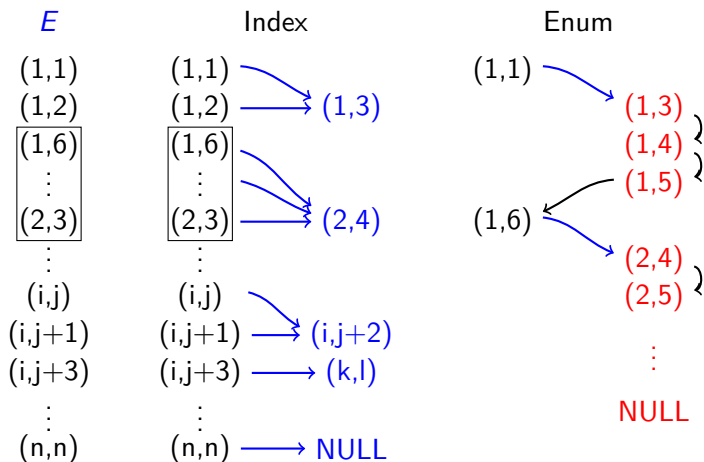 E Index Enum
(1,1) (1,1) (1,1)
(1,2) (1,2) (1,3) (1,3)
(1,6) (1,6) (1,4)
⋮ ⋮ (1,5)
(2,3) (2,3) (2,4) (1,6)
⋮ ⋮ (2,4)
(i,j) (i,j) (2,5)
(i,j+1) (i,j+1) (i,j+2)
(i,j+3) (i,j+3) (k,l) ⋮
⋮ ⋮ NULL
(n,n) (n,n) NULL